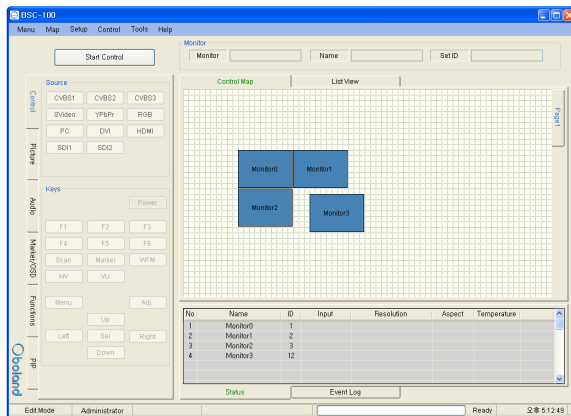 BSC-100
Menu Map Setup Control Tools Help
Start Control
Monitor
Monitor Name Set ID
Control Map List View
Page1
Control
Picture
Audio
Marker/OSD
Functions
PIP
Source
CVBS1 CVBS2 CVBS3
SVideo YPbPr RGB
PC DVI HDMI
SDI1 SDI2
Keys
Power
F1 F2 F3
F4 F5 F6
Scan Marker WFM
HV VU
Menu Adj
Up
Left Sel Right
Down
boland
Monitor0 Monitor1
Monitor2
Monitor3
No Name ID Input Resolution Aspect Temperature
1 Monitor0 1
2 Monitor1 2
3 Monitor2 3
4 Monitor3 12
Status Event Log
Edit Mode Administrator Ready 오후 5:12:49